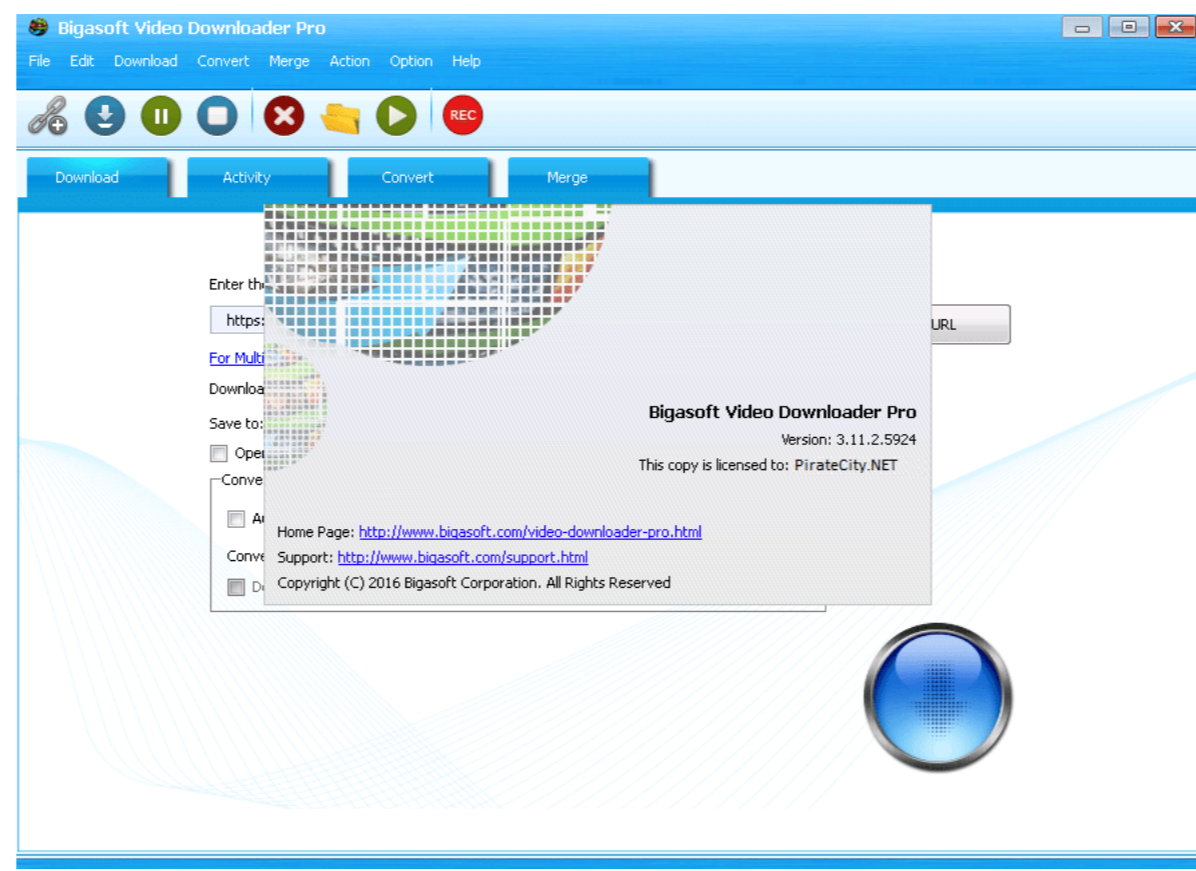 Bigasoft Video Downloader Pro
File Edit Download Convert Merge Action Option Help
REC
Download Activity Convert Merge
Enter the
https: URL
For Multi
Downloa
Bigasoft Video Downloader Pro
Save to:
Version: 3.11.2.5924
Open
This copy is licensed to: PirateCity.NET
Conve
Home Page: http://www.bigasoft.com/video-downloader-pro.html
Conve
Support: http://www.bigasoft.com/support.html
Copyright (C) 2016 Bigasoft Corporation. All Rights Reserved